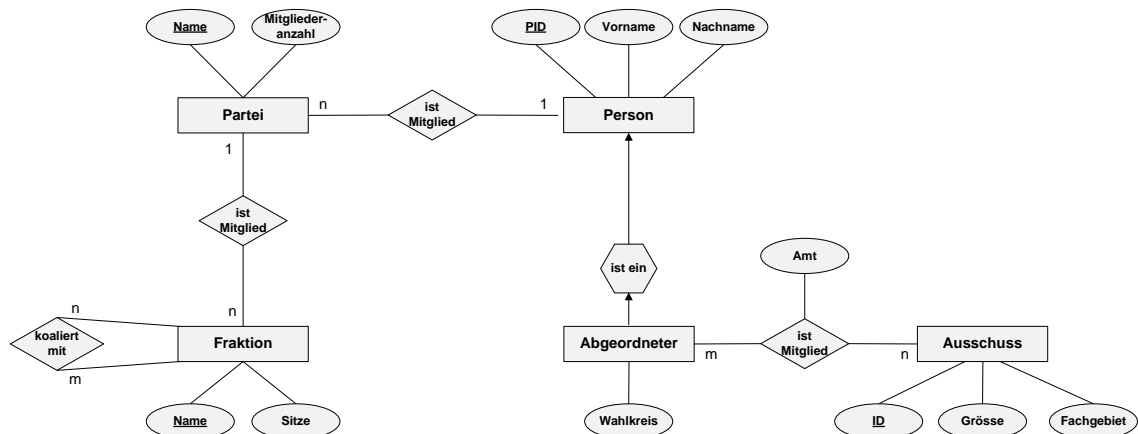 Name
Mitglieder-
anzahl
PID
Vorname
Nachname
Partei
n
ist
Mitglied
1
Person
1
ist
Mitglied
n
ist ein
Amt
koaliert
mit
n
m
Fraktion
Abgeordneter
m
ist
Mitglied
n
Ausschuss
Name
Sitze
Wahlkreis
ID
Grösse
Fachgebiet